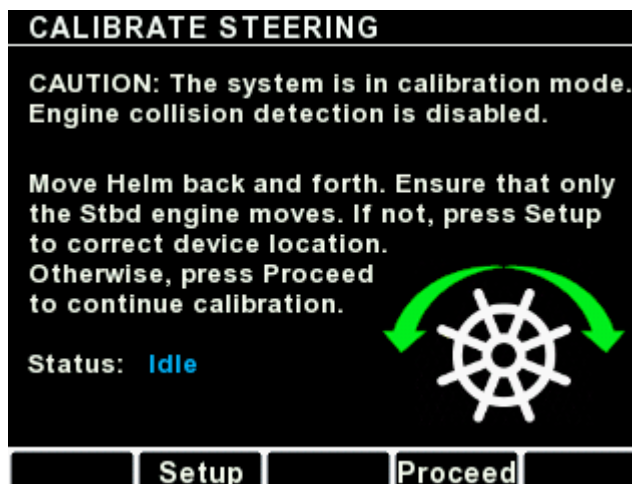 CALIBRATE STEERING
CAUTION: The system is in calibration mode.
Engine collision detection is disabled.
Move Helm back and forth. Ensure that only
the Stbd engine moves. If not, press Setup
to correct device location.
Otherwise, press Proceed
to continue calibration.
Status: Idle
Setup Proceed